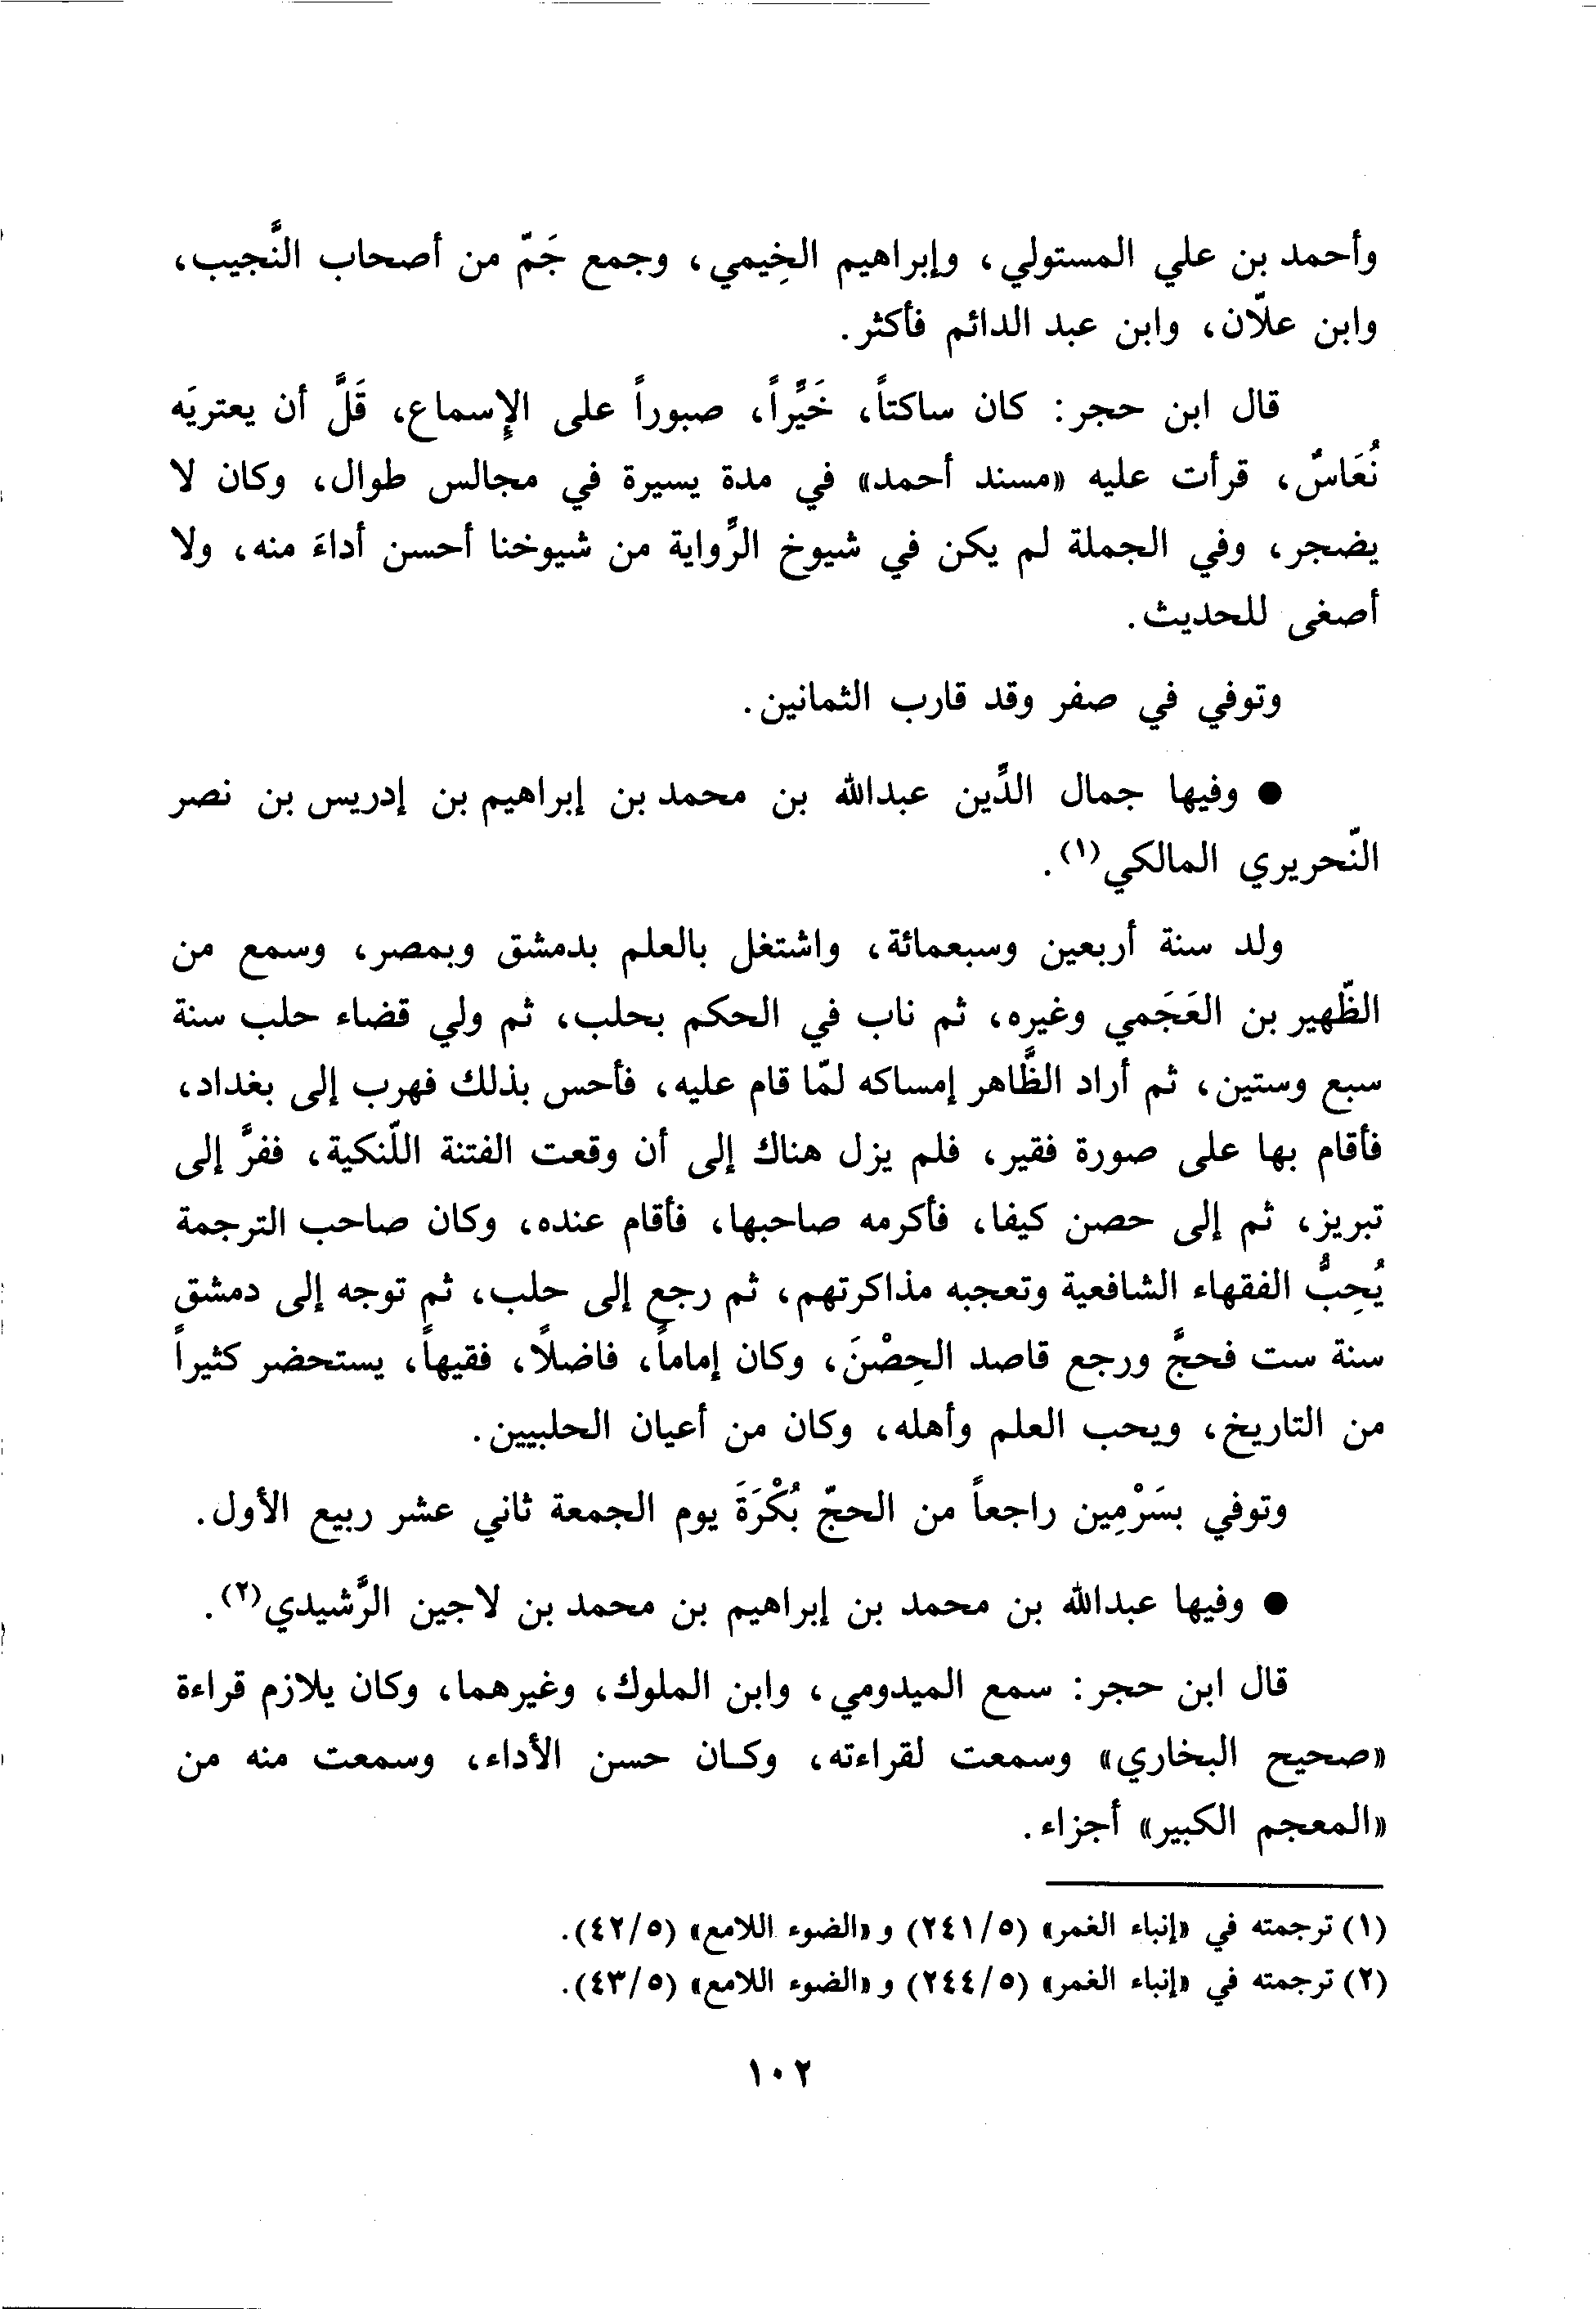 وأحمد بن علي المستولي، وإبراهيم الخِيمي، وجمع جَمّ من أصحاب النَّجيب،
وابن علّان، وابن عبد الدائم فأكثر.
قال ابن حجر: كان ساكتاً، خَيِّراً، صبوراً على الإسماع، قَلَّ أن يعتريَه
نُعَاسٌ، قرأت عليه «مسند أحمد» في مدة يسيرة في مجالس طوال، وكان لا
يضجر، وفي الجملة لم يكن في شيوخ الرِّواية من شيوخنا أحسن أداءَ منه، ولا
أصغى للحديث.
وتوفي في صفر وقد قارب الثمانين.
● وفيها جمال الدِّين عبدالله بن محمد بن إبراهيم بن إدريس بن نصر
النّحريري المالكي(١).
ولد سنة أربعين وسبعمائة، واشتغل بالعلم بدمشق وبمصر، وسمع من
الظّهير بن العَجَمي وغيره، ثم ناب في الحكم بحلب، ثم ولي قضاء حلب سنة
سبع وستين، ثم أراد الظَّاهر إمساكه لمّا قام عليه، فأحس بذلك فهرب إلى بغداد،
فأقام بها على صورة فقير، فلم يزل هناك إلى أن وقعت الفتنة اللّنكية، ففرَّ إلى
تبريز، ثم إلى حصن كيفا، فأكرمه صاحبها، فأقام عنده، وكان صاحب الترجمة
يُحِبُّ الفقهاء الشافعية وتعجبه مذاكرتهم، ثم رجع إلى حلب، ثم توجه إلى دمشق
سنة ست فحجَّ ورجع قاصد الحِصْنَ، وكان إماماً، فاضلاً، فقيهاً، يستحضر كثيراً
من التاريخ، ويحب العلم وأهله، وكان من أعيان الحلبيين.
وتوفي بسَرْمِين راجعاً من الحجّ بُكْرَةَ يوم الجمعة ثاني عشر ربيع الأول.
● وفيها عبدالله بن محمد بن إبراهيم بن محمد بن لاجين الرَّشيدي(٢).
قال ابن حجر: سمع الميدومي، وابن الملوك، وغيرهما، وكان يلازم قراءة
«صحيح البخاري» وسمعت لقراءته، وكـان حسن الأداء، وسمعت منه من
«المعجم الكبير» أجزاء.
(١) ترجمته في «إنباء الغمر» (٢٤١/٥) و«الضوء اللامع» (٤٢/٥).
(٢) ترجمته في «إنباء الغمر» (٢٤٤/٥) و«الضوء اللامع» (٤٣/٥).
١٠٢